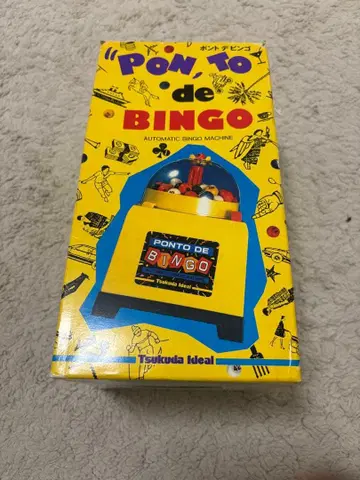 ポント デ ビンゴ
"PON, TO
de
BINGO
AUTOMATIC BINGO MACHINE
PONTO DE
BINGO
Tsukuda Ideal
Tsukuda Ideal